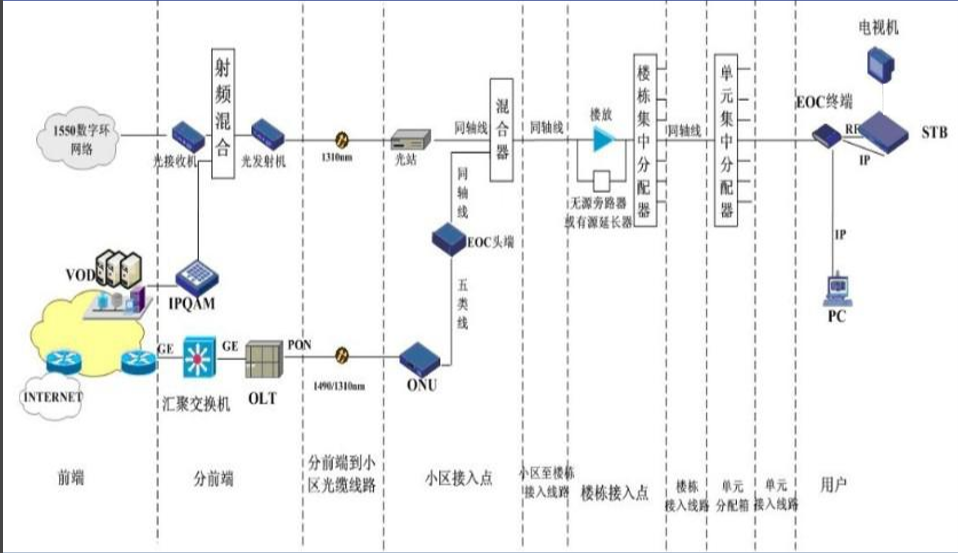 电视机
射频混合
混合器
楼栋集中分配器
单元集中分配器
楼放
EOC终端
1550数字环
网络
光接收机
光发射机
1310nm
光站
同轴线
同轴线
同轴线
RF
IP
STB
同轴线
无源旁路器
或有源延长器
EOC头端
IP
VOD
IPQAM
五类线
PC
GE
GE
PON
汇聚交换机
OLT
1490/1310nm
ONU
INTERNET
前端
分前端
分前端到小
区光缆线路
小区接入点
小区至楼栋
接入线路
楼栋接入点
楼栋
接入线路
单元
分配箱
单元
接入线路
用户